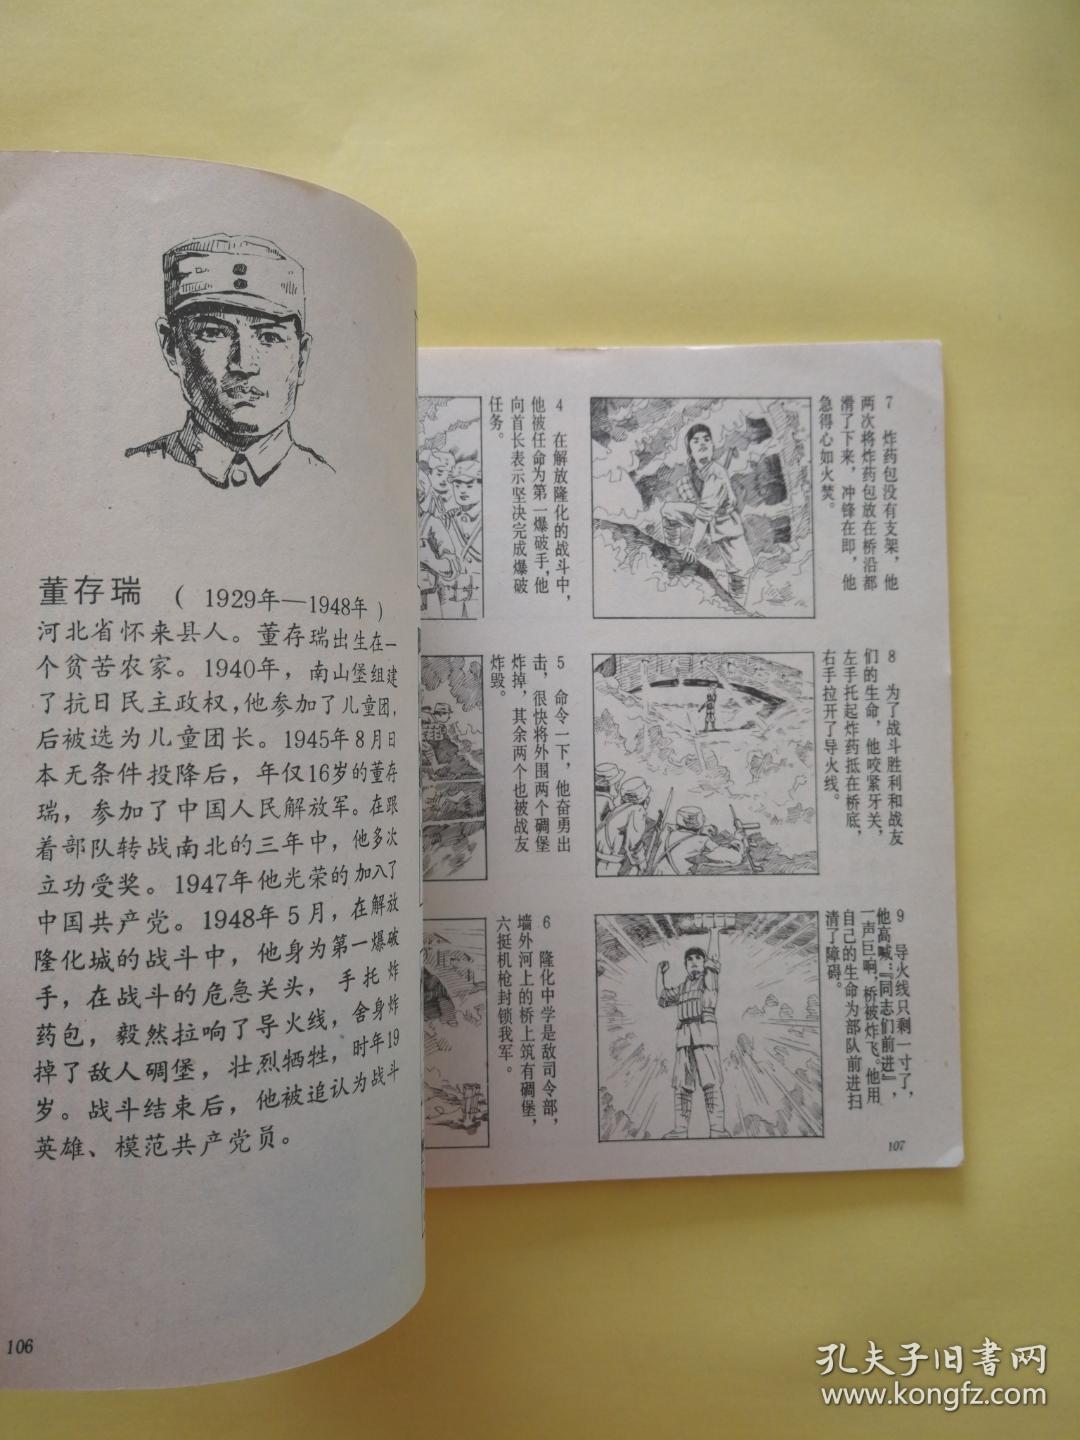 董存瑞 （1929年—1948年）
河北省怀来县人。董存瑞出生在一
个贫苦农家。1940年，南山堡组建
了抗日民主政权，他参加了儿童团，
后被选为儿童团长。1945年8月日
本无条件投降后，年仅16岁的董存
瑞，参加了中国人民解放军。在跟
着部队转战南北的三年中，他多次
立功受奖。1947年他光荣的加入了
中国共产党。1948年5月，在解放
隆化城的战斗中，他身为第一爆破
手，在战斗的危急关头，手托炸
药包，毅然拉响了导火线，舍身炸
掉了敌人碉堡，壮烈牺牲，时年19
岁。战斗结束后，他被追认为战斗
英雄、模范共产党员。
106
4 在解放隆化的战斗中，
他被任命为第一爆破手，他
向首长表示坚决完成爆破
任务。
5 命令一下，他奋勇出
击，很快将外围两个碉堡
炸掉，其余两个也被战友
炸毁。
6 隆化中学是敌司令部，
墙外河上的桥上筑有碉堡，
六挺机枪封锁我军。
7 炸药包没有支架，他
两次将炸药包放在桥沿都
滑了下来，冲锋在即，他
急得心如火焚。
8 为了战斗胜利和战友
们的生命，他咬紧牙关，
左手托起炸药抵在桥底，
右手拉开了导火线。
9 导火线只剩一寸了，
他高喊：『同志们前进』，
一声巨响，桥被炸飞。他用
自己的生命为部队前进扫
清了障碍。
107
孔夫子旧書网
www.kongfz.com